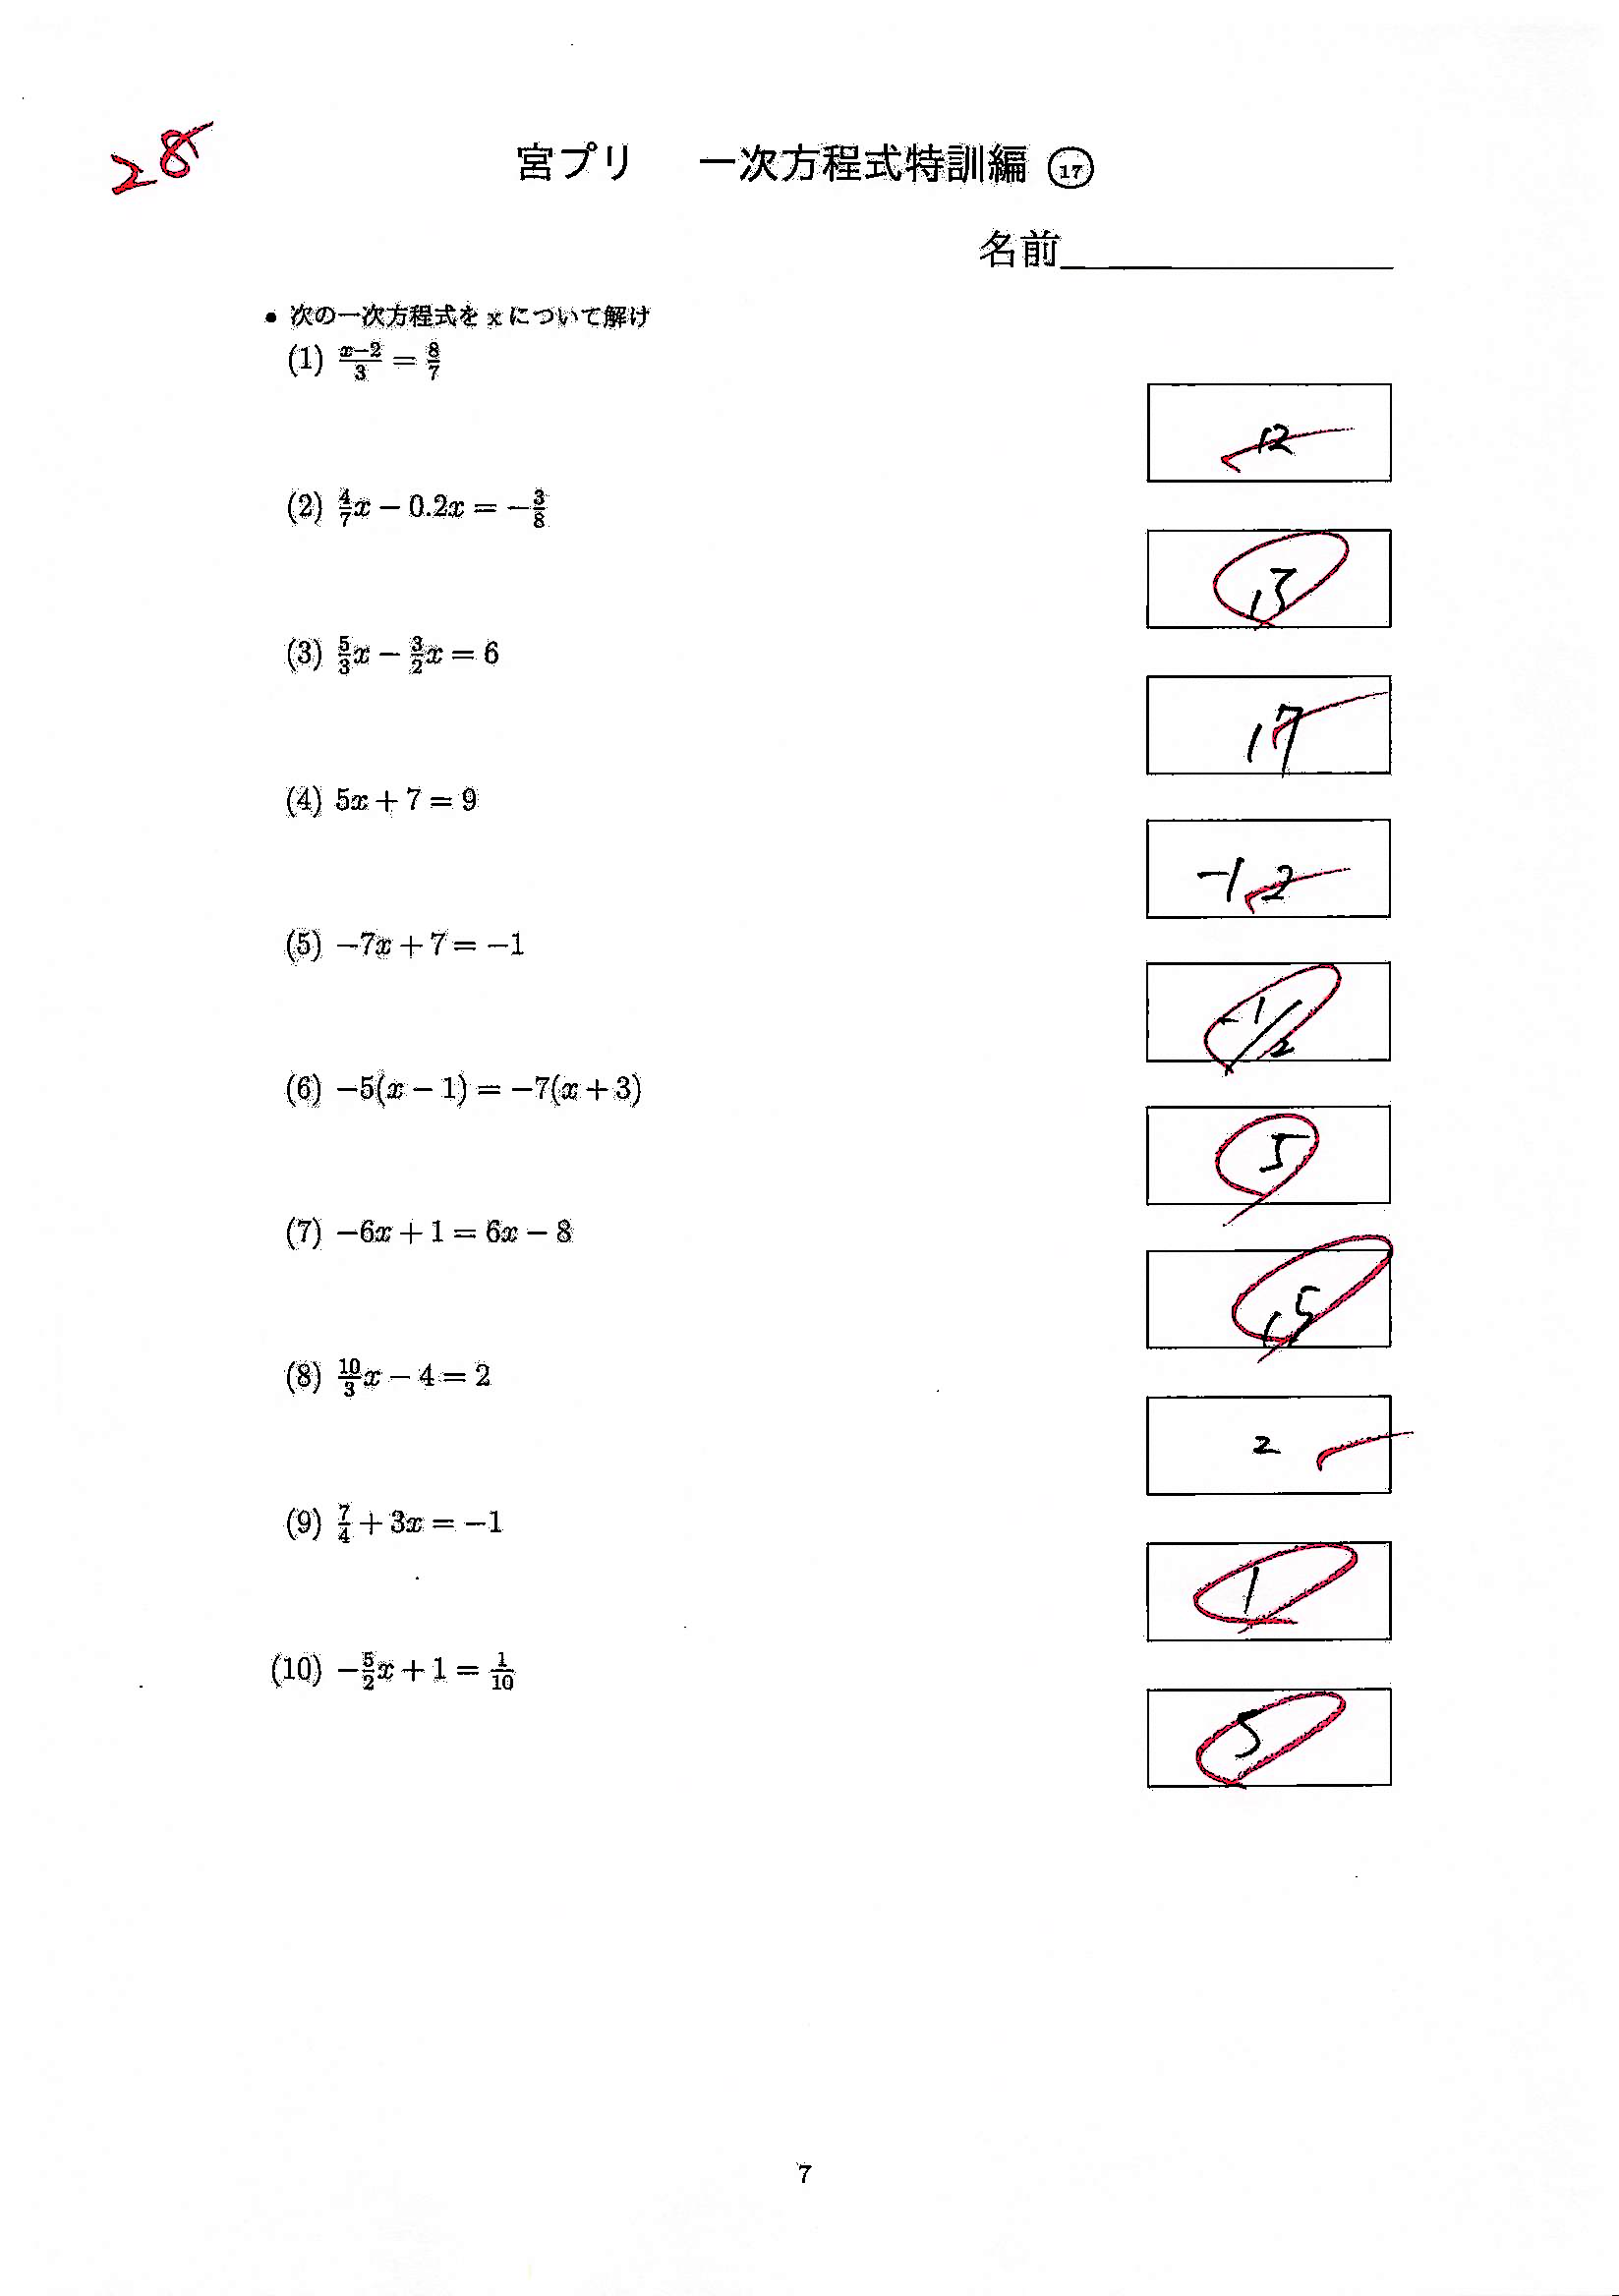 28
宮プリ 一次方程式特訓編 ⑰
名前
• 次の一次方程式を x について解け
(1) \frac{x-2}{3} = \frac{8}{7}
12
(2) \frac{4}{7}x − 0.2x = −\frac{3}{8}
13
(3) \frac{5}{3}x − \frac{3}{2}x = 6
17
(4) 5x + 7 = 9
-12
(5) −7x + 7 = −1
-1/2
(6) −5(x − 1) = −7(x + 3)
5
(7) −6x + 1 = 6x − 8
15
(8) \frac{10}{3}x − 4 = 2
2
(9) \frac{7}{4} + 3x = −1
1
(10) −\frac{5}{2}x + 1 = \frac{1}{10}
5
7